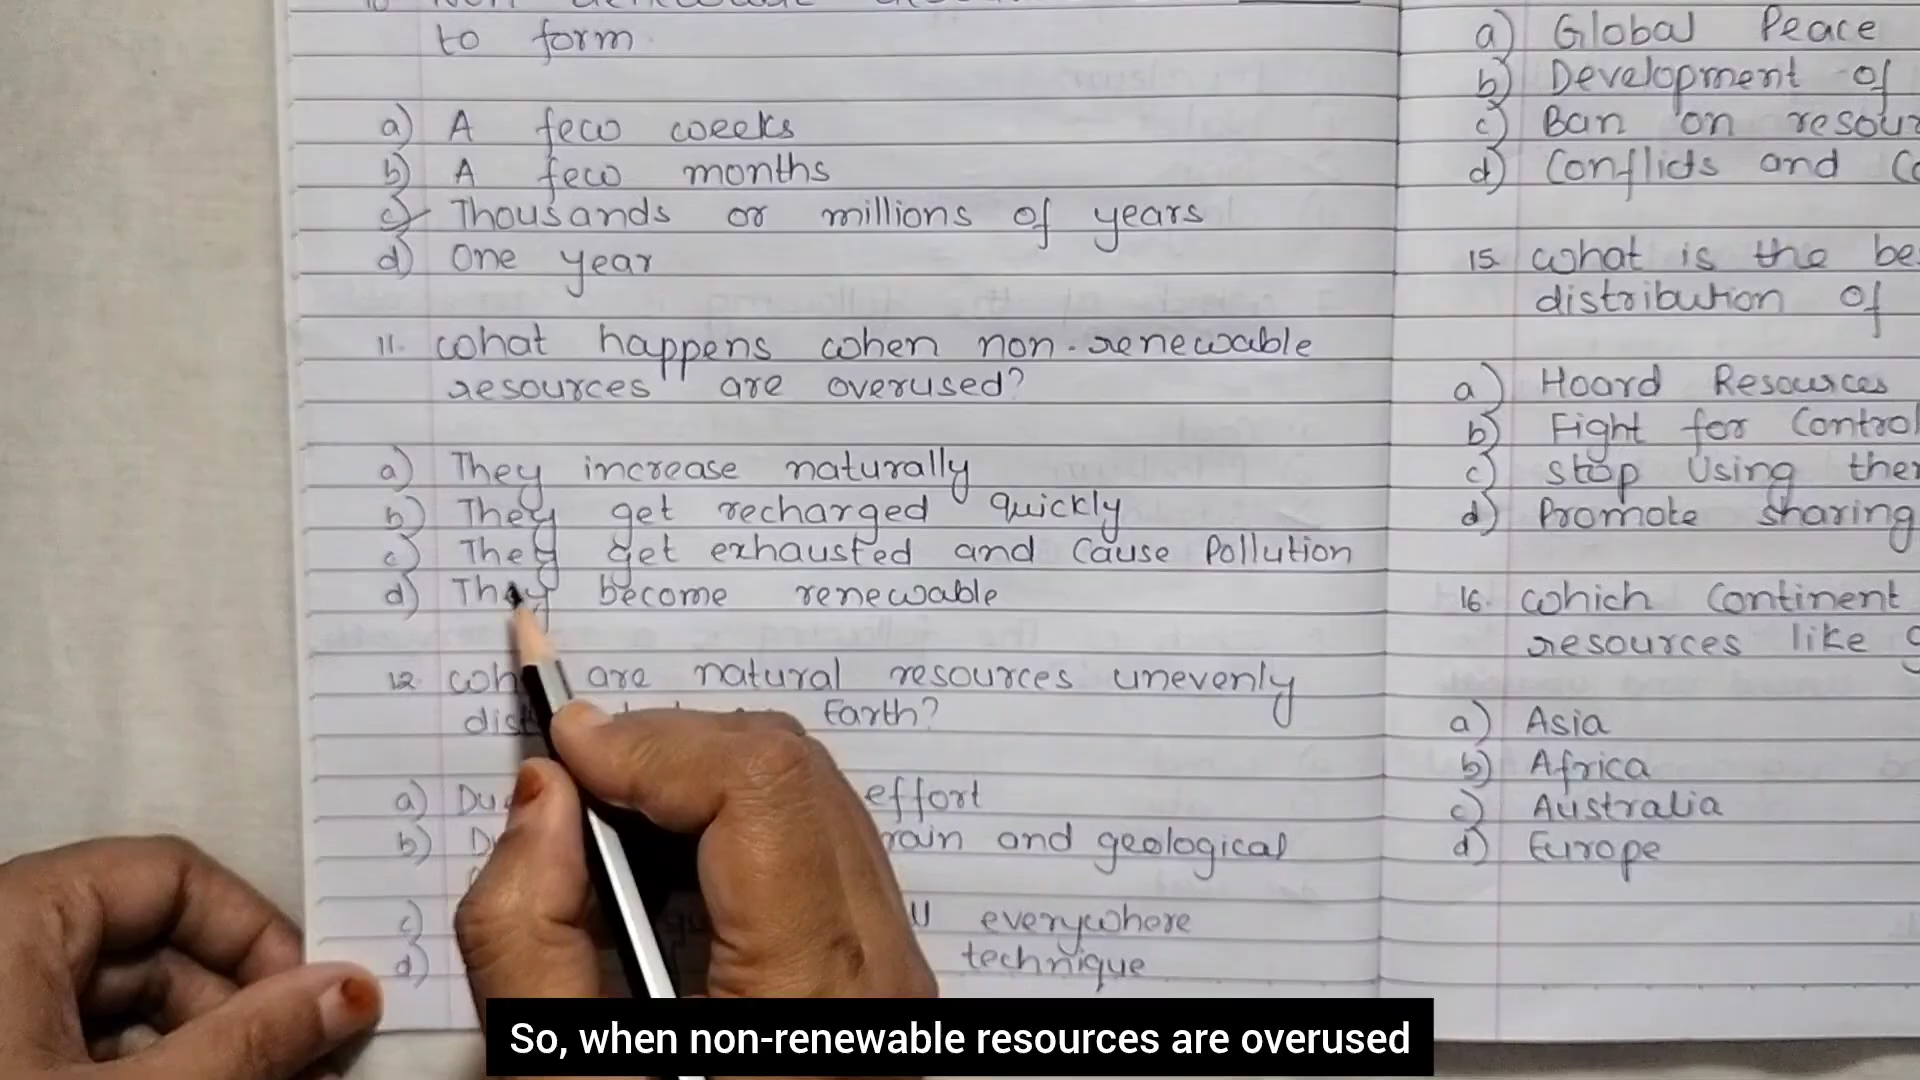 to form
a) A few weeks
b) A few months
c) Thousands or millions of years
d) One year
11. What happens when non-renewable
resources are overused?
a) They increase naturally
b) They get recharged quickly
c) They get exhausted and Cause Pollution
d) They become renewable
12. are natural resources unevenly
Earth?
a) effort
b) and geological
c) everywhere
d) technique
a) Global Peace
b) Development of
c) Ban on
d) Conflicts and
15. What is the
distribution of
a) Hoard Resources
b) Fight for Control
c) Stop Using
d) Promote sharing
16. Which Continent
resources like
a) Asia
b) Africa
c) Australia
d) Europe
So, when non-renewable resources are overused